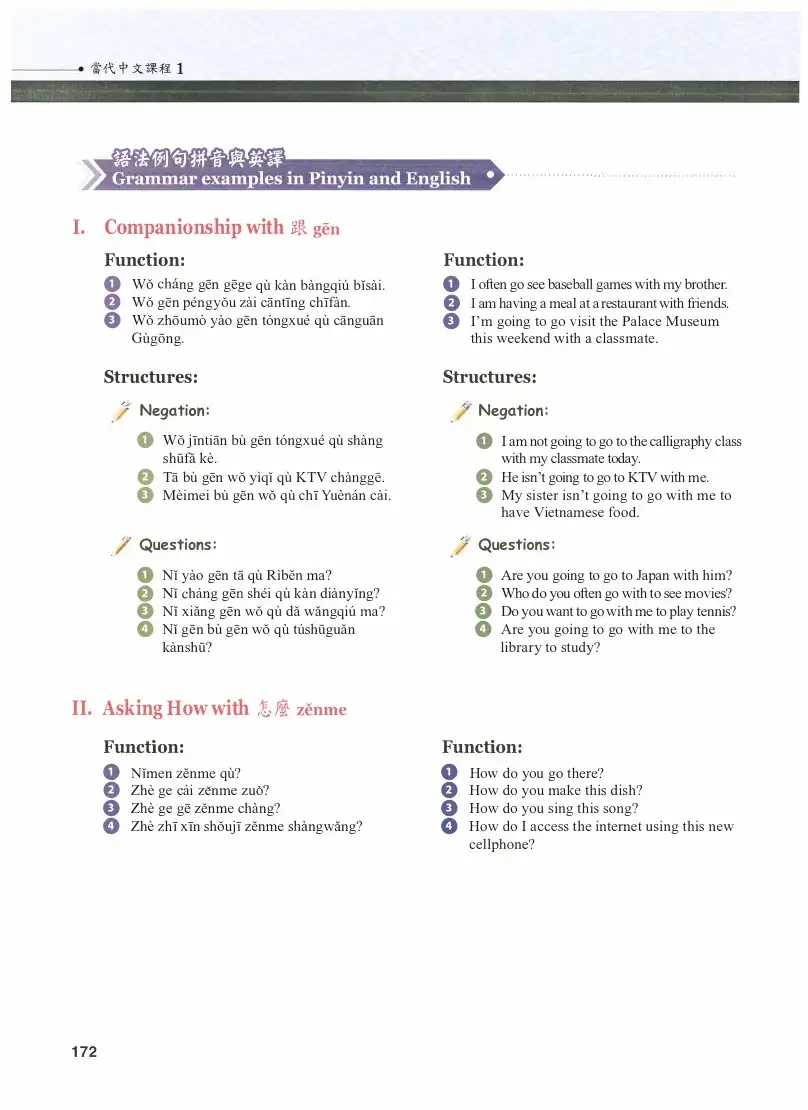 當代中文課程 1
語法例句拼音與英譯
Grammar examples in Pinyin and English
I. Companionship with 跟 gēn
Function:
1 Wǒ cháng gēn gēge qù kàn bàngqiú bǐsài.
2 Wǒ gēn péngyǒu zài cāntīng chīfàn.
3 Wǒ zhōumò yào gēn tóngxué qù cānguān
Gùgōng.
Function:
1 I often go see baseball games with my brother.
2 I am having a meal at a restaurant with friends.
3 I'm going to go visit the Palace Museum
this weekend with a classmate.
Structures:
Negation:
1 Wǒ jīntiān bù gēn tóngxué qù shàng
shūfǎ kè.
2 Tā bù gēn wǒ yìqǐ qù KTV chànggē.
3 Mèimei bù gēn wǒ qù chī Yuènán cài.
Structures:
Negation:
1 I am not going to go to the calligraphy class
with my classmate today.
2 He isn't going to go to KTV with me.
3 My sister isn't going to go with me to
have Vietnamese food.
Questions:
1 Nǐ yào gēn tā qù Rìběn ma?
2 Nǐ cháng gēn shéi qù kàn diànyǐng?
3 Nǐ xiǎng gēn wǒ qù dǎ wǎngqiú ma?
4 Nǐ gēn bù gēn wǒ qù túshūguǎn
kànshū?
Questions:
1 Are you going to go to Japan with him?
2 Who do you often go with to see movies?
3 Do you want to go with me to play tennis?
4 Are you going to go with me to the
library to study?
II. Asking How with 怎麼 zěnme
Function:
1 Nǐmen zěnme qù?
2 Zhè ge cài zěnme zuò?
3 Zhè ge gē zěnme chàng?
4 Zhè zhī xīn shǒujī zěnme shàngwǎng?
Function:
1 How do you go there?
2 How do you make this dish?
3 How do you sing this song?
4 How do I access the internet using this new
cellphone?
172